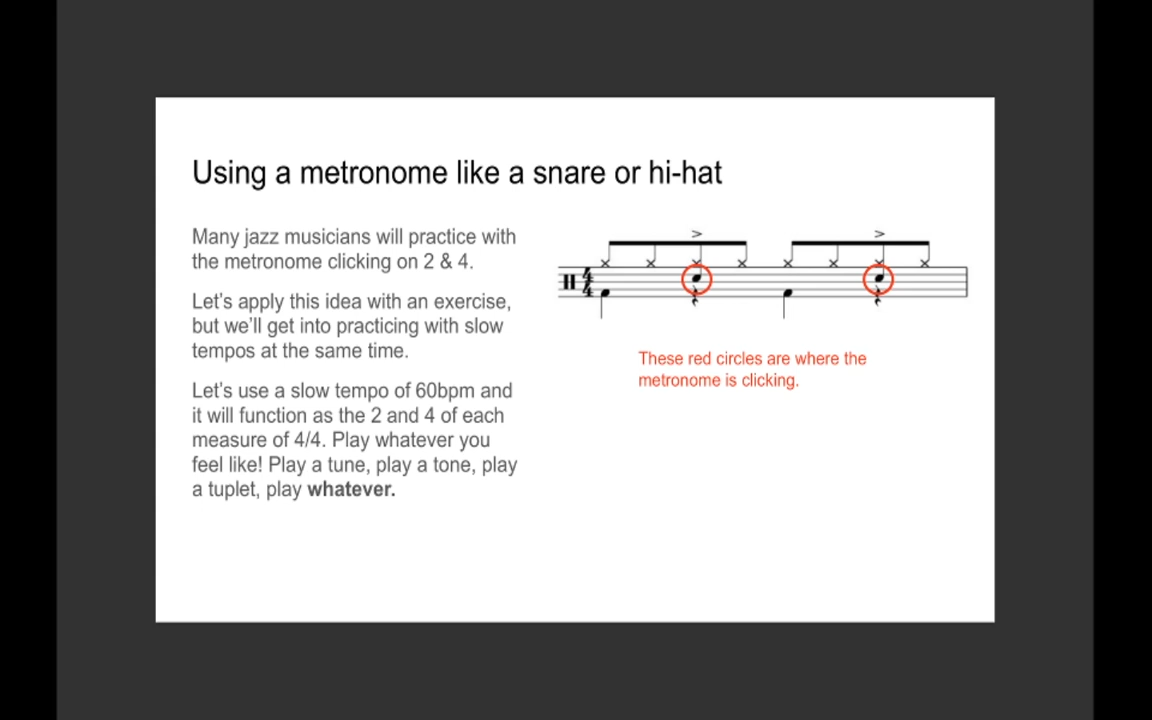 Using a metronome like a snare or hi-hat
Many jazz musicians will practice with
the metronome clicking on 2 & 4.
Let's apply this idea with an exercise,
but we'll get into practicing with slow
tempos at the same time.
Let's use a slow tempo of 60bpm and
it will function as the 2 and 4 of each
measure of 4/4. Play whatever you
feel like! Play a tune, play a tone, play
a tuplet, play whatever.
4
4
These red circles are where the
metronome is clicking.